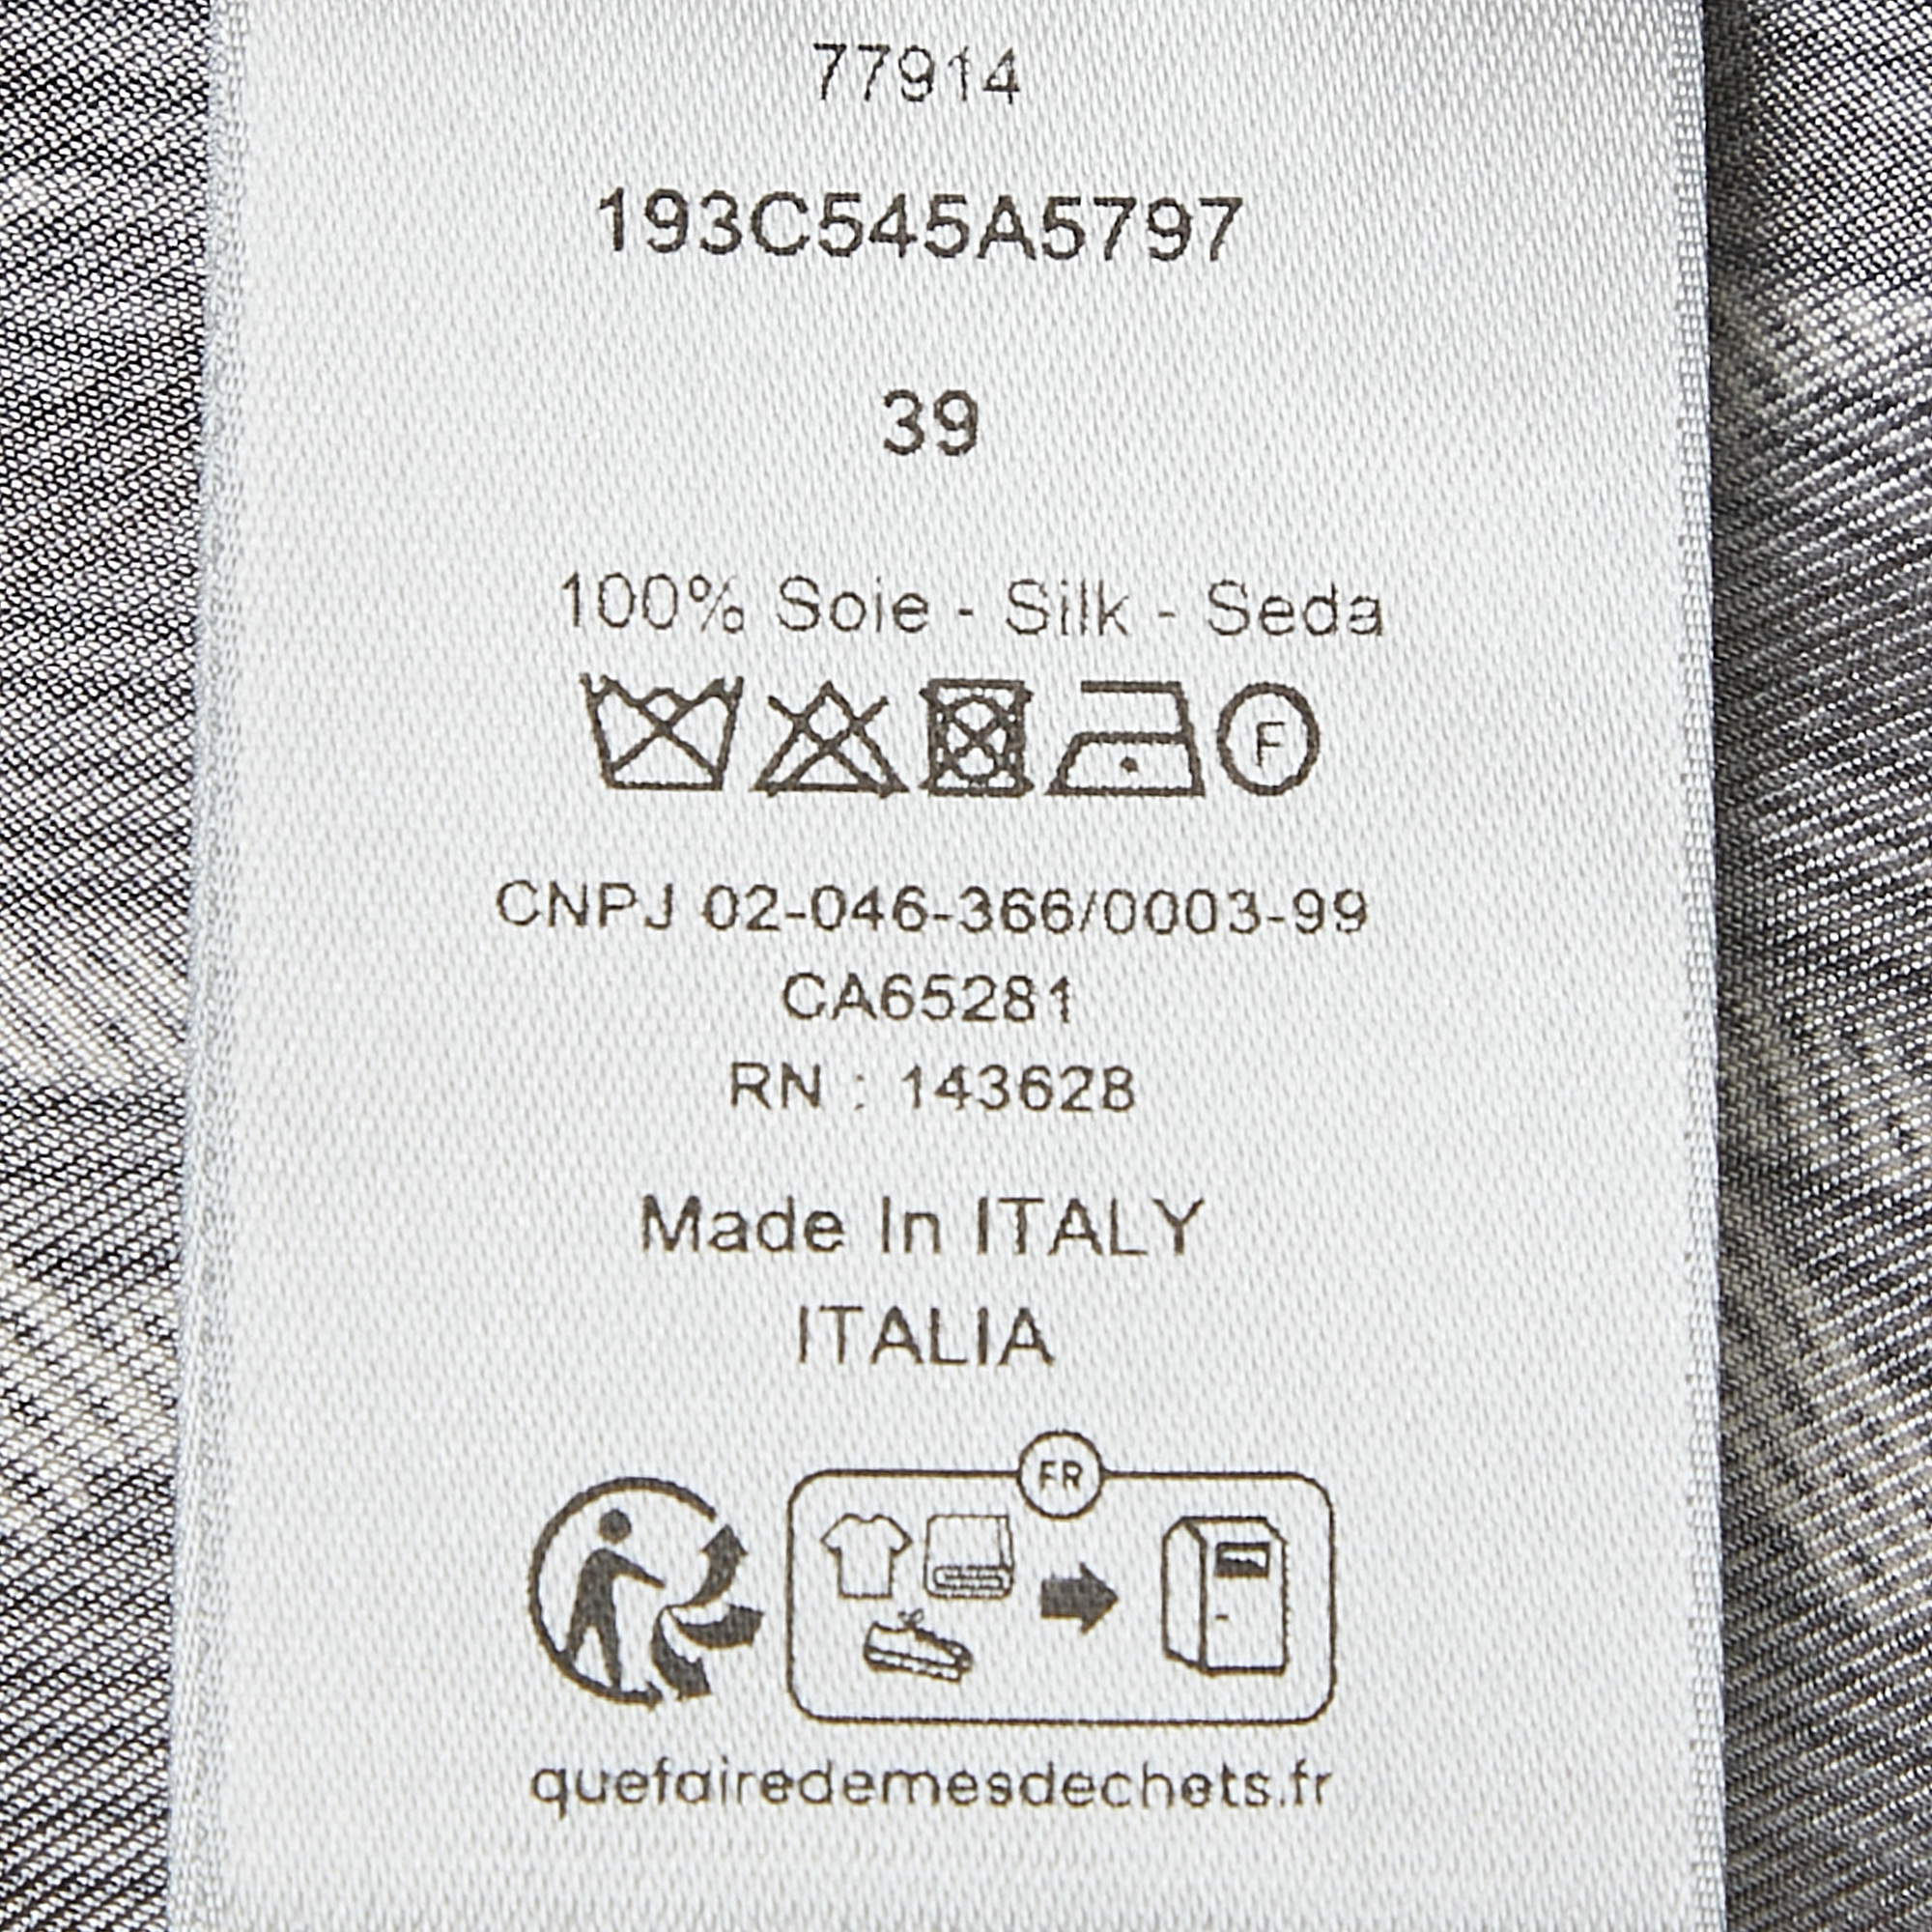 77914
193C545A5797
39
100% Soie - Silk - Seda
F
CNPJ 02-046-366/0003-99
CA65281
RN : 143628
Made In ITALY
ITALIA
FR
quefairedemesdechets.fr